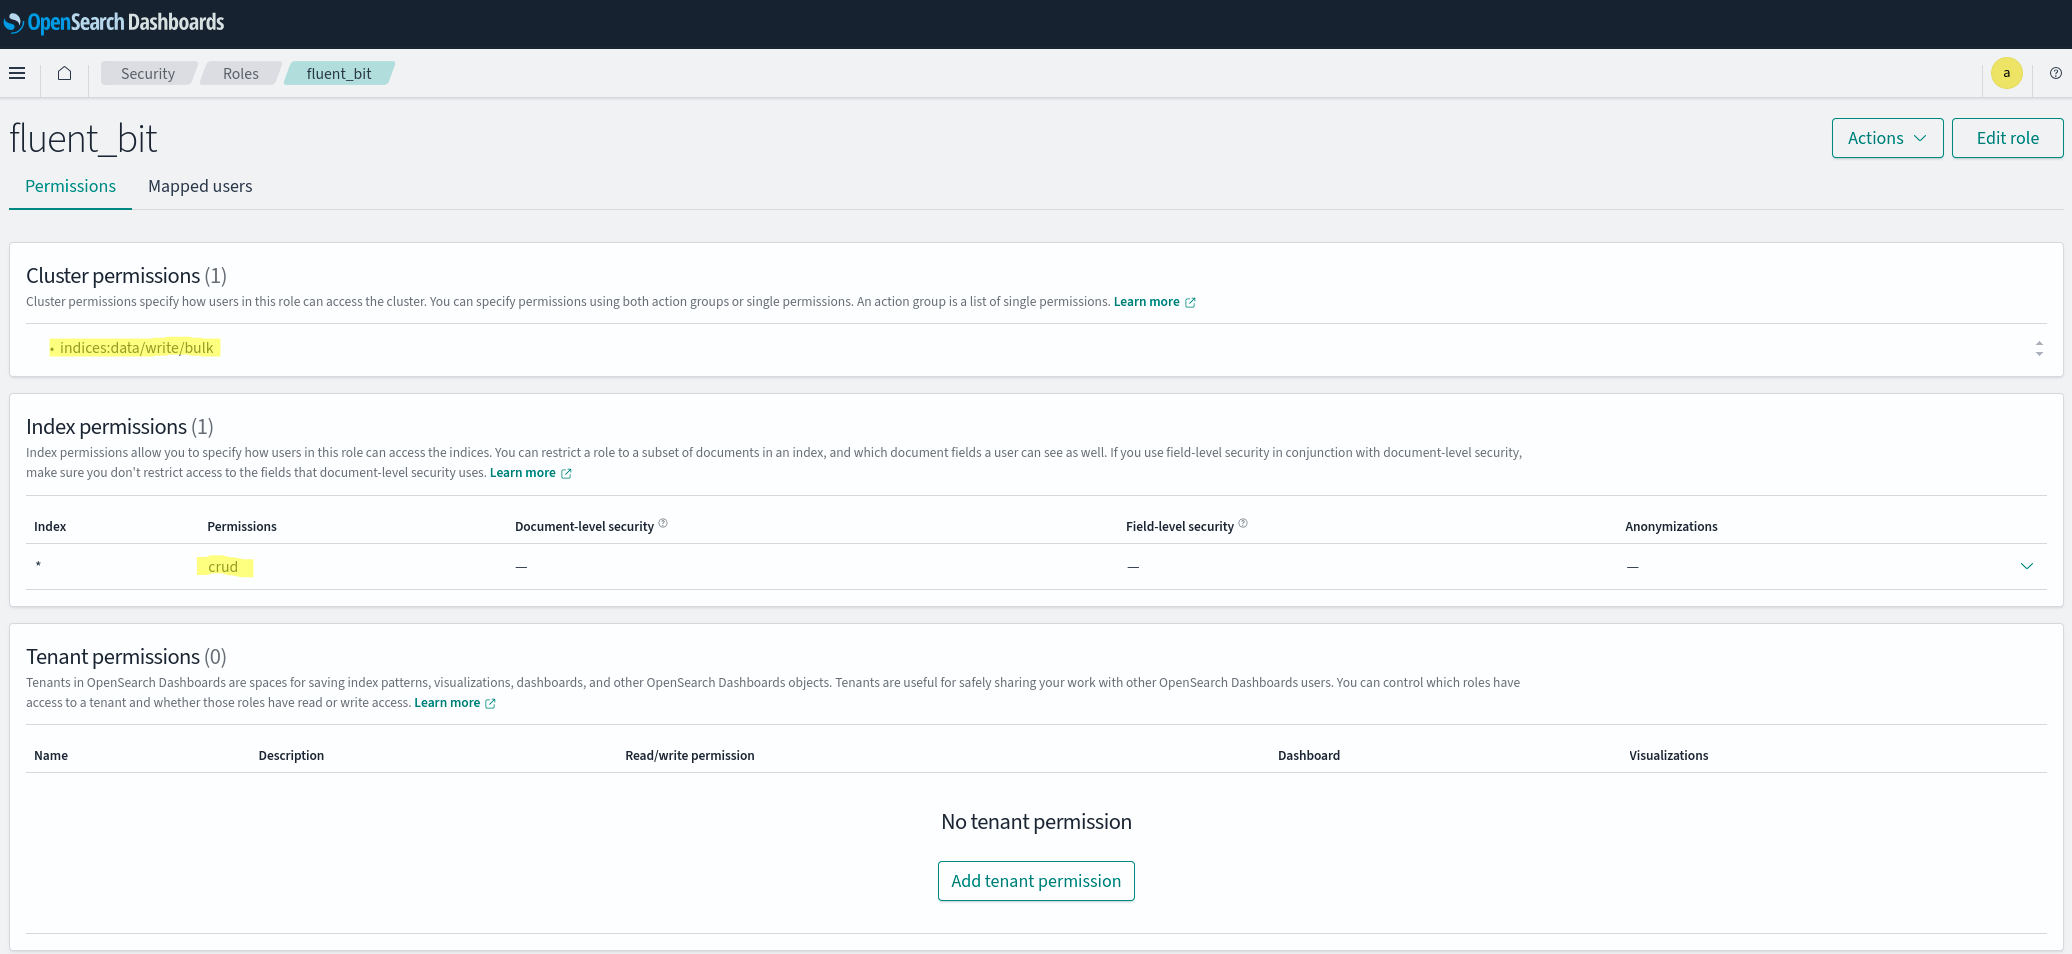 OpenSearch Dashboards
Security Roles fluent_bit a
fluent_bit Actions Edit role
Permissions Mapped users
Cluster permissions (1)
Cluster permissions specify how users in this role can access the cluster. You can specify permissions using both action groups or single permissions. An action group is a list of single permissions. Learn more
• indices:data/write/bulk
Index permissions (1)
Index permissions allow you to specify how users in this role can access the indices. You can restrict a role to a subset of documents in an index, and which document fields a user can see as well. If you use field-level security in conjunction with document-level security,
make sure you don't restrict access to the fields that document-level security uses. Learn more
Index Permissions Document-level security Field-level security Anonymizations
* crud — — —
Tenant permissions (0)
Tenants in OpenSearch Dashboards are spaces for saving index patterns, visualizations, dashboards, and other OpenSearch Dashboards objects. Tenants are useful for safely sharing your work with other OpenSearch Dashboards users. You can control which roles have
access to a tenant and whether those roles have read or write access. Learn more
Name Description Read/write permission Dashboard Visualizations
No tenant permission
Add tenant permission